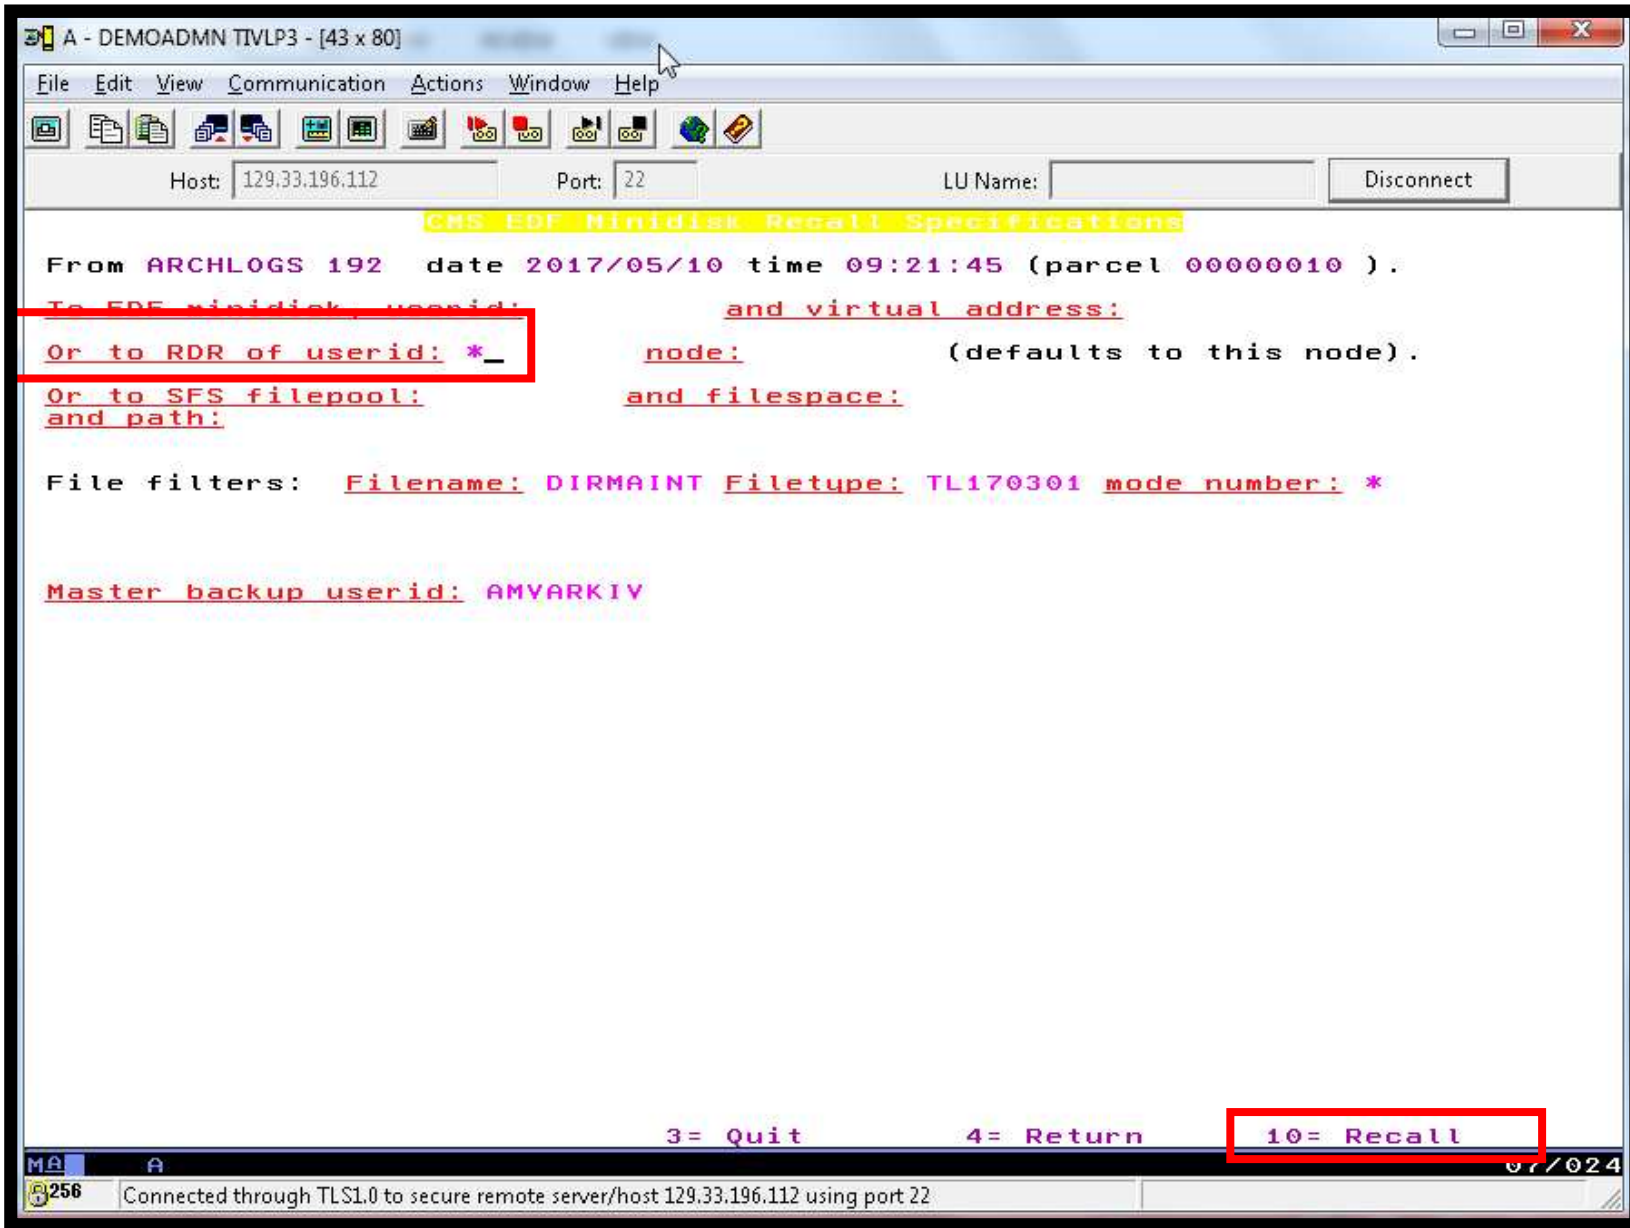 A - DEMOADMN TIVLP3 - [43 x 80]
File Edit View Communication Actions Window Help
Host: 129.33.196.112 Port: 22 LU Name: Disconnect
CMS EDF Minidisk Recall Specifications
From ARCHLOGS 192 date 2017/05/10 time 09:21:45 (parcel 00000010 ).
To EDF minidisk, userid: and virtual address:
Or to RDR of userid: *_ node: (defaults to this node).
Or to SFS filepool: and filespace:
and path:
File filters: Filename: DIRMAINT Filetype: TL170301 mode number: *
Master backup userid: AMVARKIV
3= Quit 4= Return 10= Recall
MA A 07/024
256 Connected through TLS1.0 to secure remote server/host 129.33.196.112 using port 22